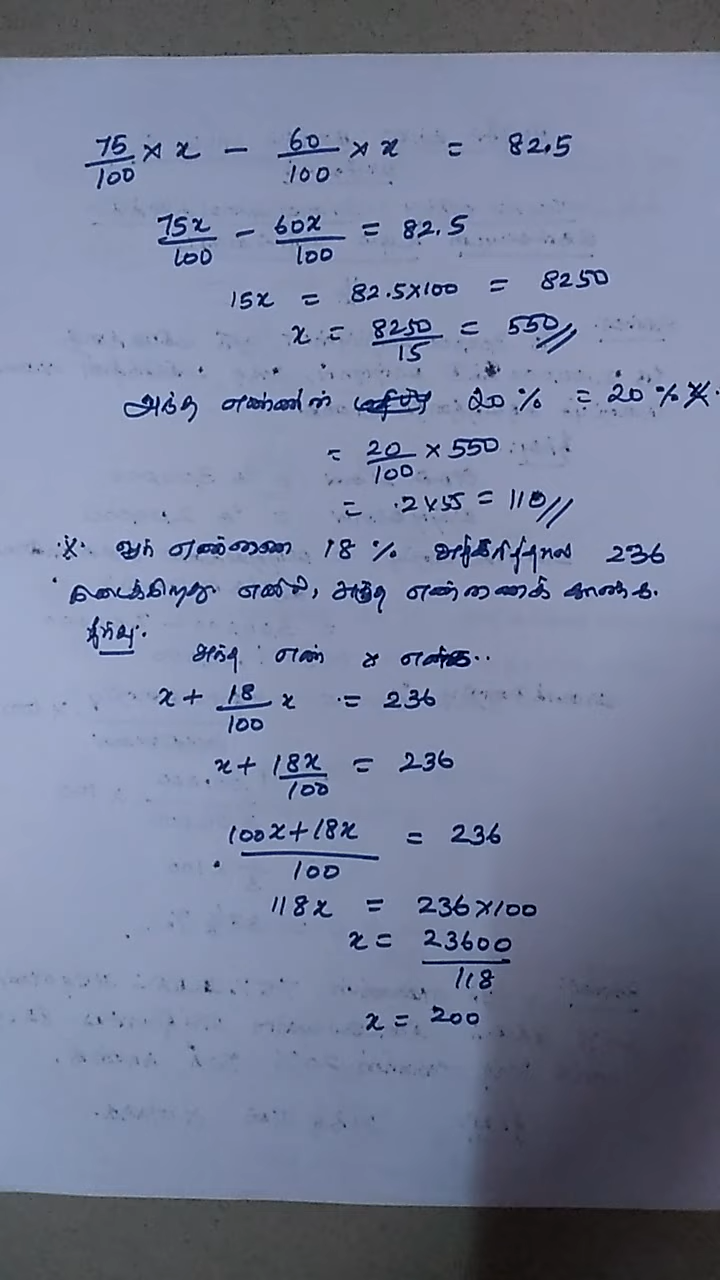 75/100 × x - 60/100 × x = 82.5
75x/100 - 60x/100 = 82.5
15x = 82.5×100 = 8250
x = 8250/15 = 550//
அந்த எண்ணின் 20% = 20% x.
= 20/100 × 550
= 2×55 = 110//
* ஒரு எண்ணை 18% அதிகரித்தால் 236
கிடைக்கிறது எனில், அந்த எண்ணைக் காண்க.
தீர்வு:
அந்த எண் x என்க..
x + 18/100 x = 236
x + 18x/100 = 236
100x+18x/100 = 236
118x = 236×100
x = 23600/118
x = 200